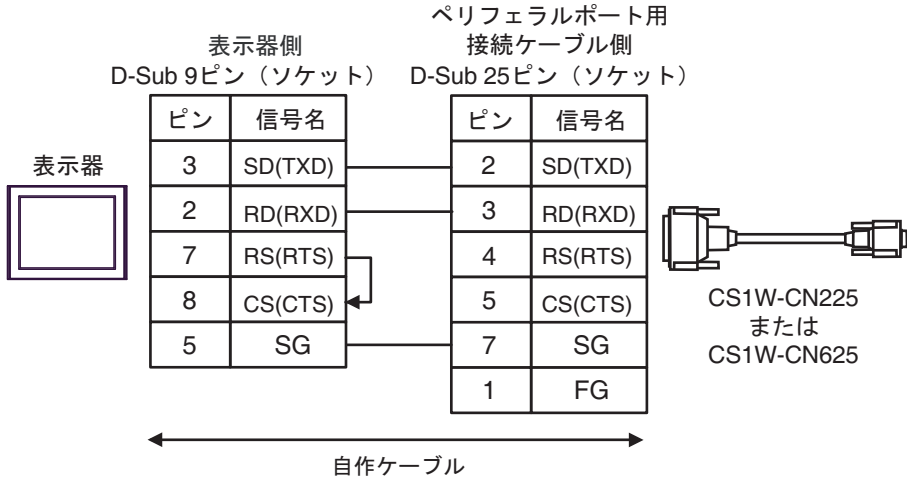 ペリフェラルポート用
表示器側
接続ケーブル側
D-Sub 9ピン（ソケット）
D-Sub 25ピン（ソケット）
ピン 信号名
ピン 信号名
表示器
3 SD(TXD)
2 SD(TXD)
2 RD(RXD)
3 RD(RXD)
7 RS(RTS)
4 RS(RTS)
8 CS(CTS)
5 CS(CTS)
5 SG
7 SG
1 FG
CS1W-CN225
または
CS1W-CN625
自作ケーブル